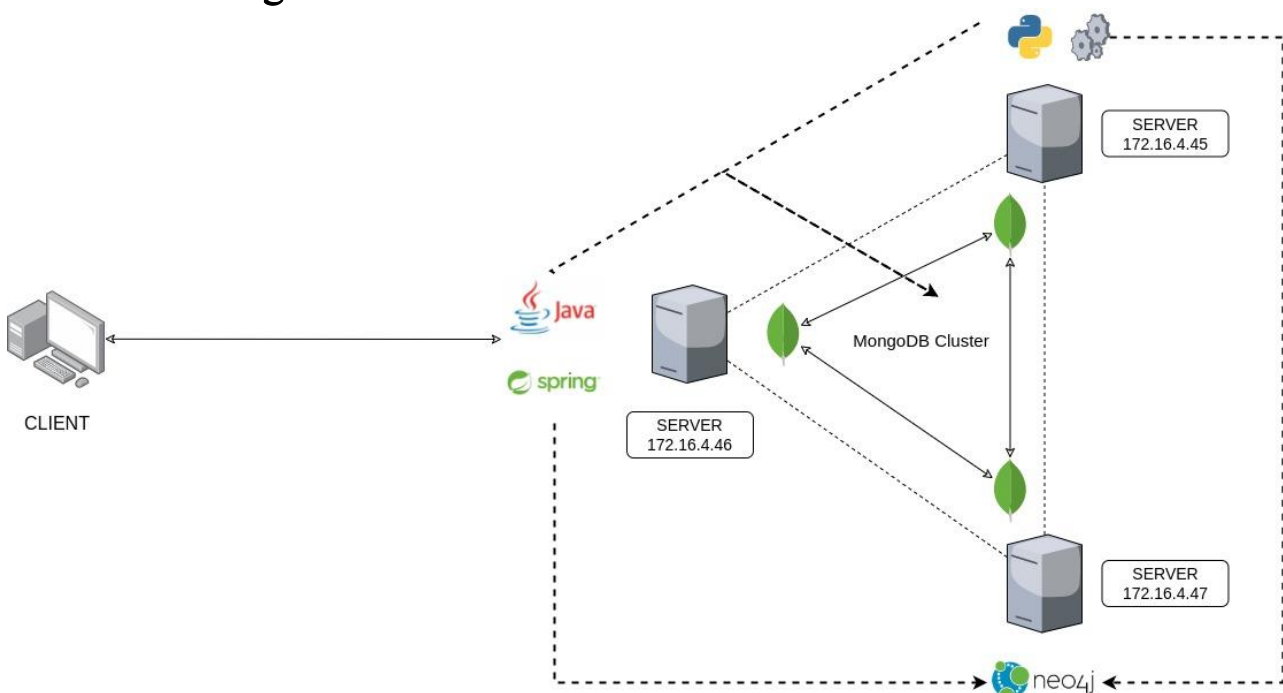 SERVER
172.16.4.45
Java
MongoDB Cluster
spring
CLIENT
SERVER
172.16.4.46
SERVER
172.16.4.47
neo4j